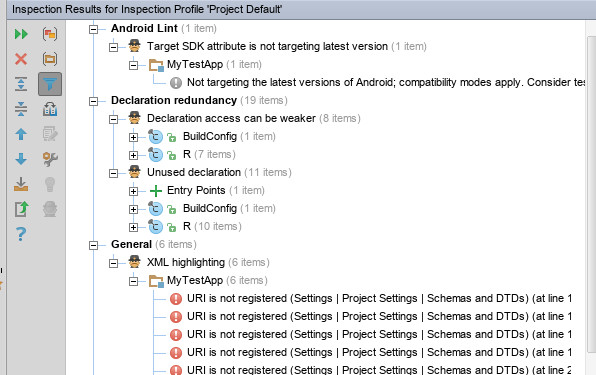 Inspection Results for Inspection Profile 'Project Default'
Android Lint (1 item)
Target SDK attribute is not targeting latest version (1 item)
MyTestApp (1 item)
Not targeting the latest versions of Android; compatibility modes apply. Consider tes
Declaration redundancy (19 items)
Declaration access can be weaker (8 items)
BuildConfig (1 item)
R (7 items)
Unused declaration (11 items)
Entry Points (1 item)
BuildConfig (1 item)
R (10 items)
General (6 items)
XML highlighting (6 items)
MyTestApp (6 items)
URI is not registered (Settings | Project Settings | Schemas and DTDs) (at line 1
URI is not registered (Settings | Project Settings | Schemas and DTDs) (at line 1
URI is not registered (Settings | Project Settings | Schemas and DTDs) (at line 1
URI is not registered (Settings | Project Settings | Schemas and DTDs) (at line 1
URI is not registered (Settings | Project Settings | Schemas and DTDs) (at line 2